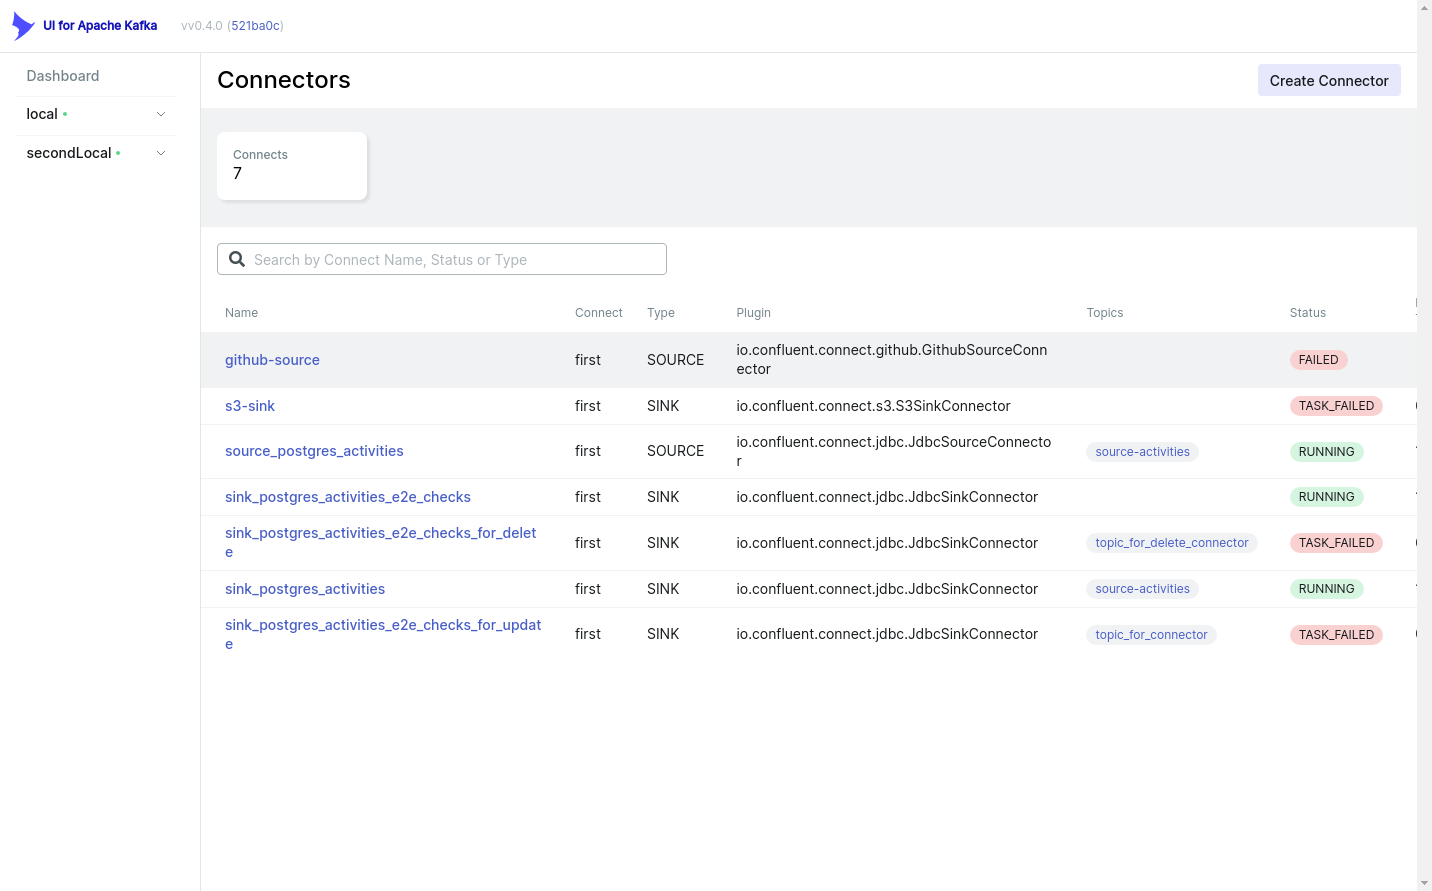 UI for Apache Kafka
vv0.4.0 (521ba0c)
Dashboard
local
secondLocal
Connectors
Create Connector
Connects
7
Search by Connect Name, Status or Type
Name Connect Type Plugin Topics Status
github-source first SOURCE io.confluent.connect.github.GithubSourceConn
ector
FAILED
s3-sink first SINK io.confluent.connect.s3.S3SinkConnector TASK_FAILED
source_postgres_activities first SOURCE io.confluent.connect.jdbc.JdbcSourceConnecto
r
source-activities RUNNING
sink_postgres_activities_e2e_checks first SINK io.confluent.connect.jdbc.JdbcSinkConnector RUNNING
sink_postgres_activities_e2e_checks_for_delet
e
first SINK io.confluent.connect.jdbc.JdbcSinkConnector topic_for_delete_connector TASK_FAILED
sink_postgres_activities first SINK io.confluent.connect.jdbc.JdbcSinkConnector source-activities RUNNING
sink_postgres_activities_e2e_checks_for_updat
e
first SINK io.confluent.connect.jdbc.JdbcSinkConnector topic_for_connector TASK_FAILED